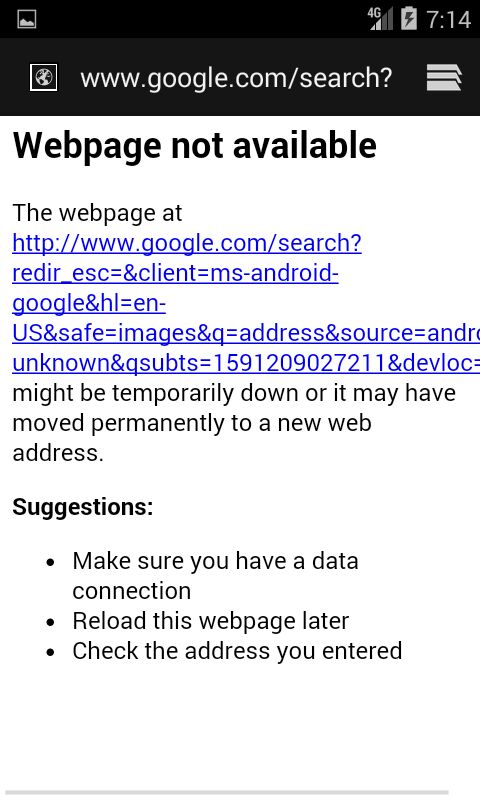 4G 7:14
www.google.com/search?
Webpage not available
The webpage at
http://www.google.com/search?
redir_esc=&client=ms-android-
google&hl=en-
US&safe=images&q=address&source=andro
unknown&qsubts=1591209027211&devloc=
might be temporarily down or it may have
moved permanently to a new web
address.
Suggestions:
• Make sure you have a data
connection
• Reload this webpage later
• Check the address you entered